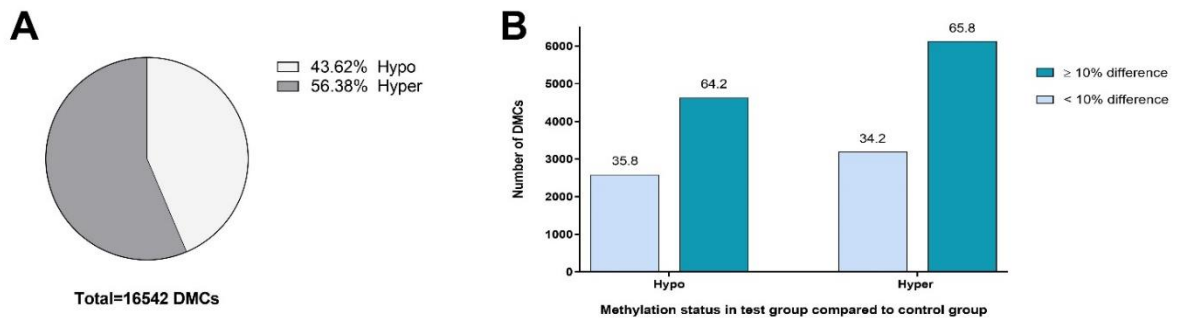 A
43.62% Hypo
56.38% Hyper
Total=16542 DMCs
B
Number of DMCs
6000
5000
4000
3000
2000
1000
0
35.8
64.2
34.2
65.8
Hypo
Hyper
Methylation status in test group compared to control group
≥ 10% difference
< 10% difference